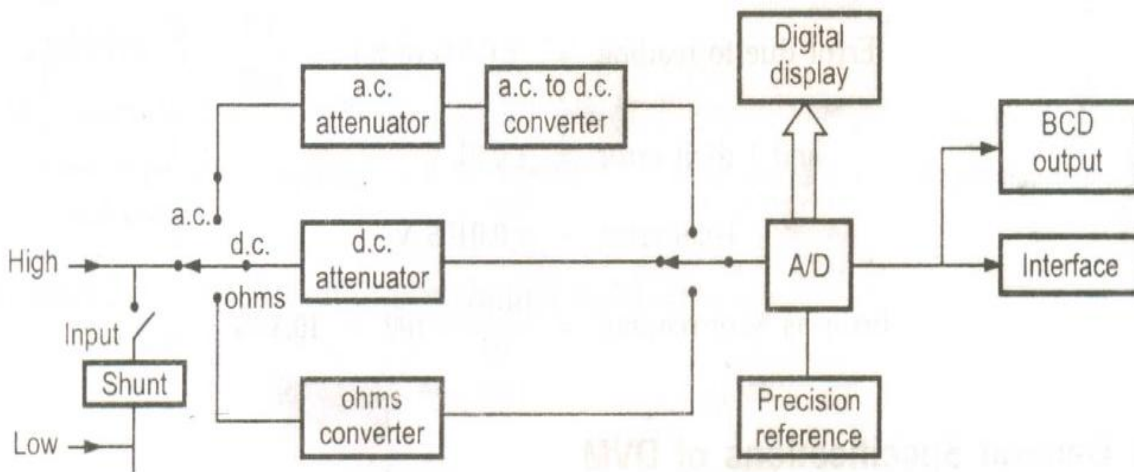 Digital
display
a.c.
attenuator
a.c. to d.c.
converter
BCD
output
a.c.
d.c.
High
d.c.
attenuator
A/D
Interface
ohms
Input
Shunt
ohms
converter
Precision
reference
Low